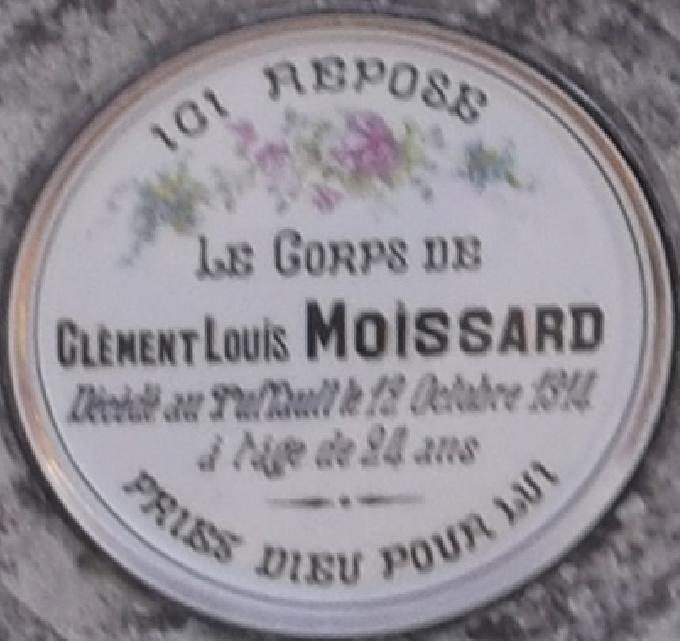 ICI REPOSE
LE CORPS DE
CLÉMENT LOUIS MOISSARD
Décédé au le 12 Octobre 1914
à l'âge de 24 ans
PRIES DIEU POUR LUI